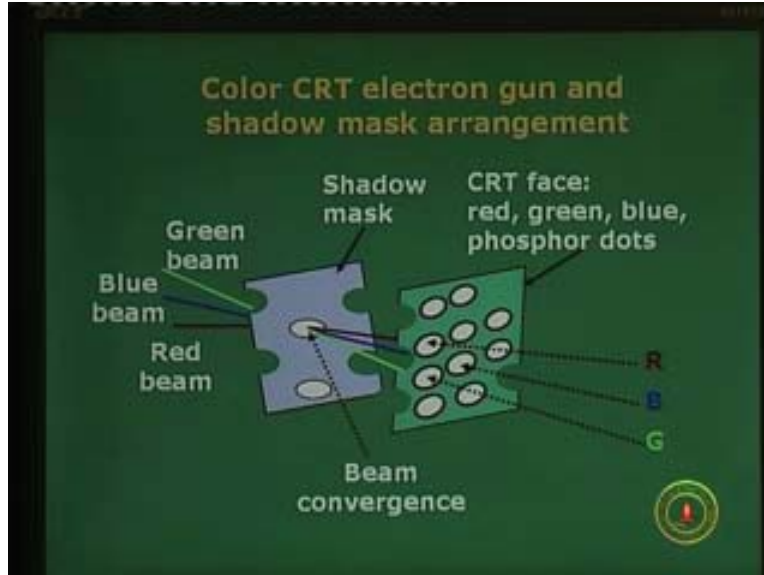 Color CRT electron gun and
shadow mask arrangement
Shadow
mask
CRT face:
red, green, blue,
phosphor dots
Green
beam
Blue
beam
Red
beam
R
B
G
Beam
convergence